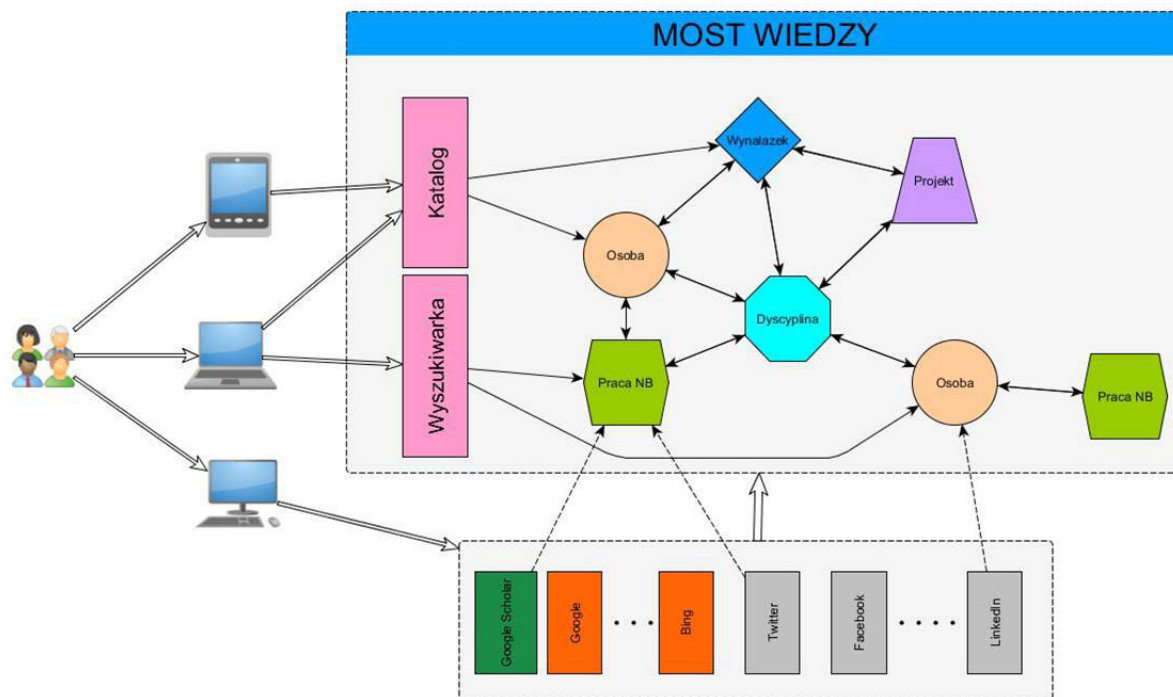 MOST WIEDZY
Katalog
Wynalazek
Projekt
Osoba
Dyscyplina
Wyszukiwarka
Praca NB
Osoba
Praca NB
Google Scholar
Google
Bing
Twitter
Facebook
LinkedIn